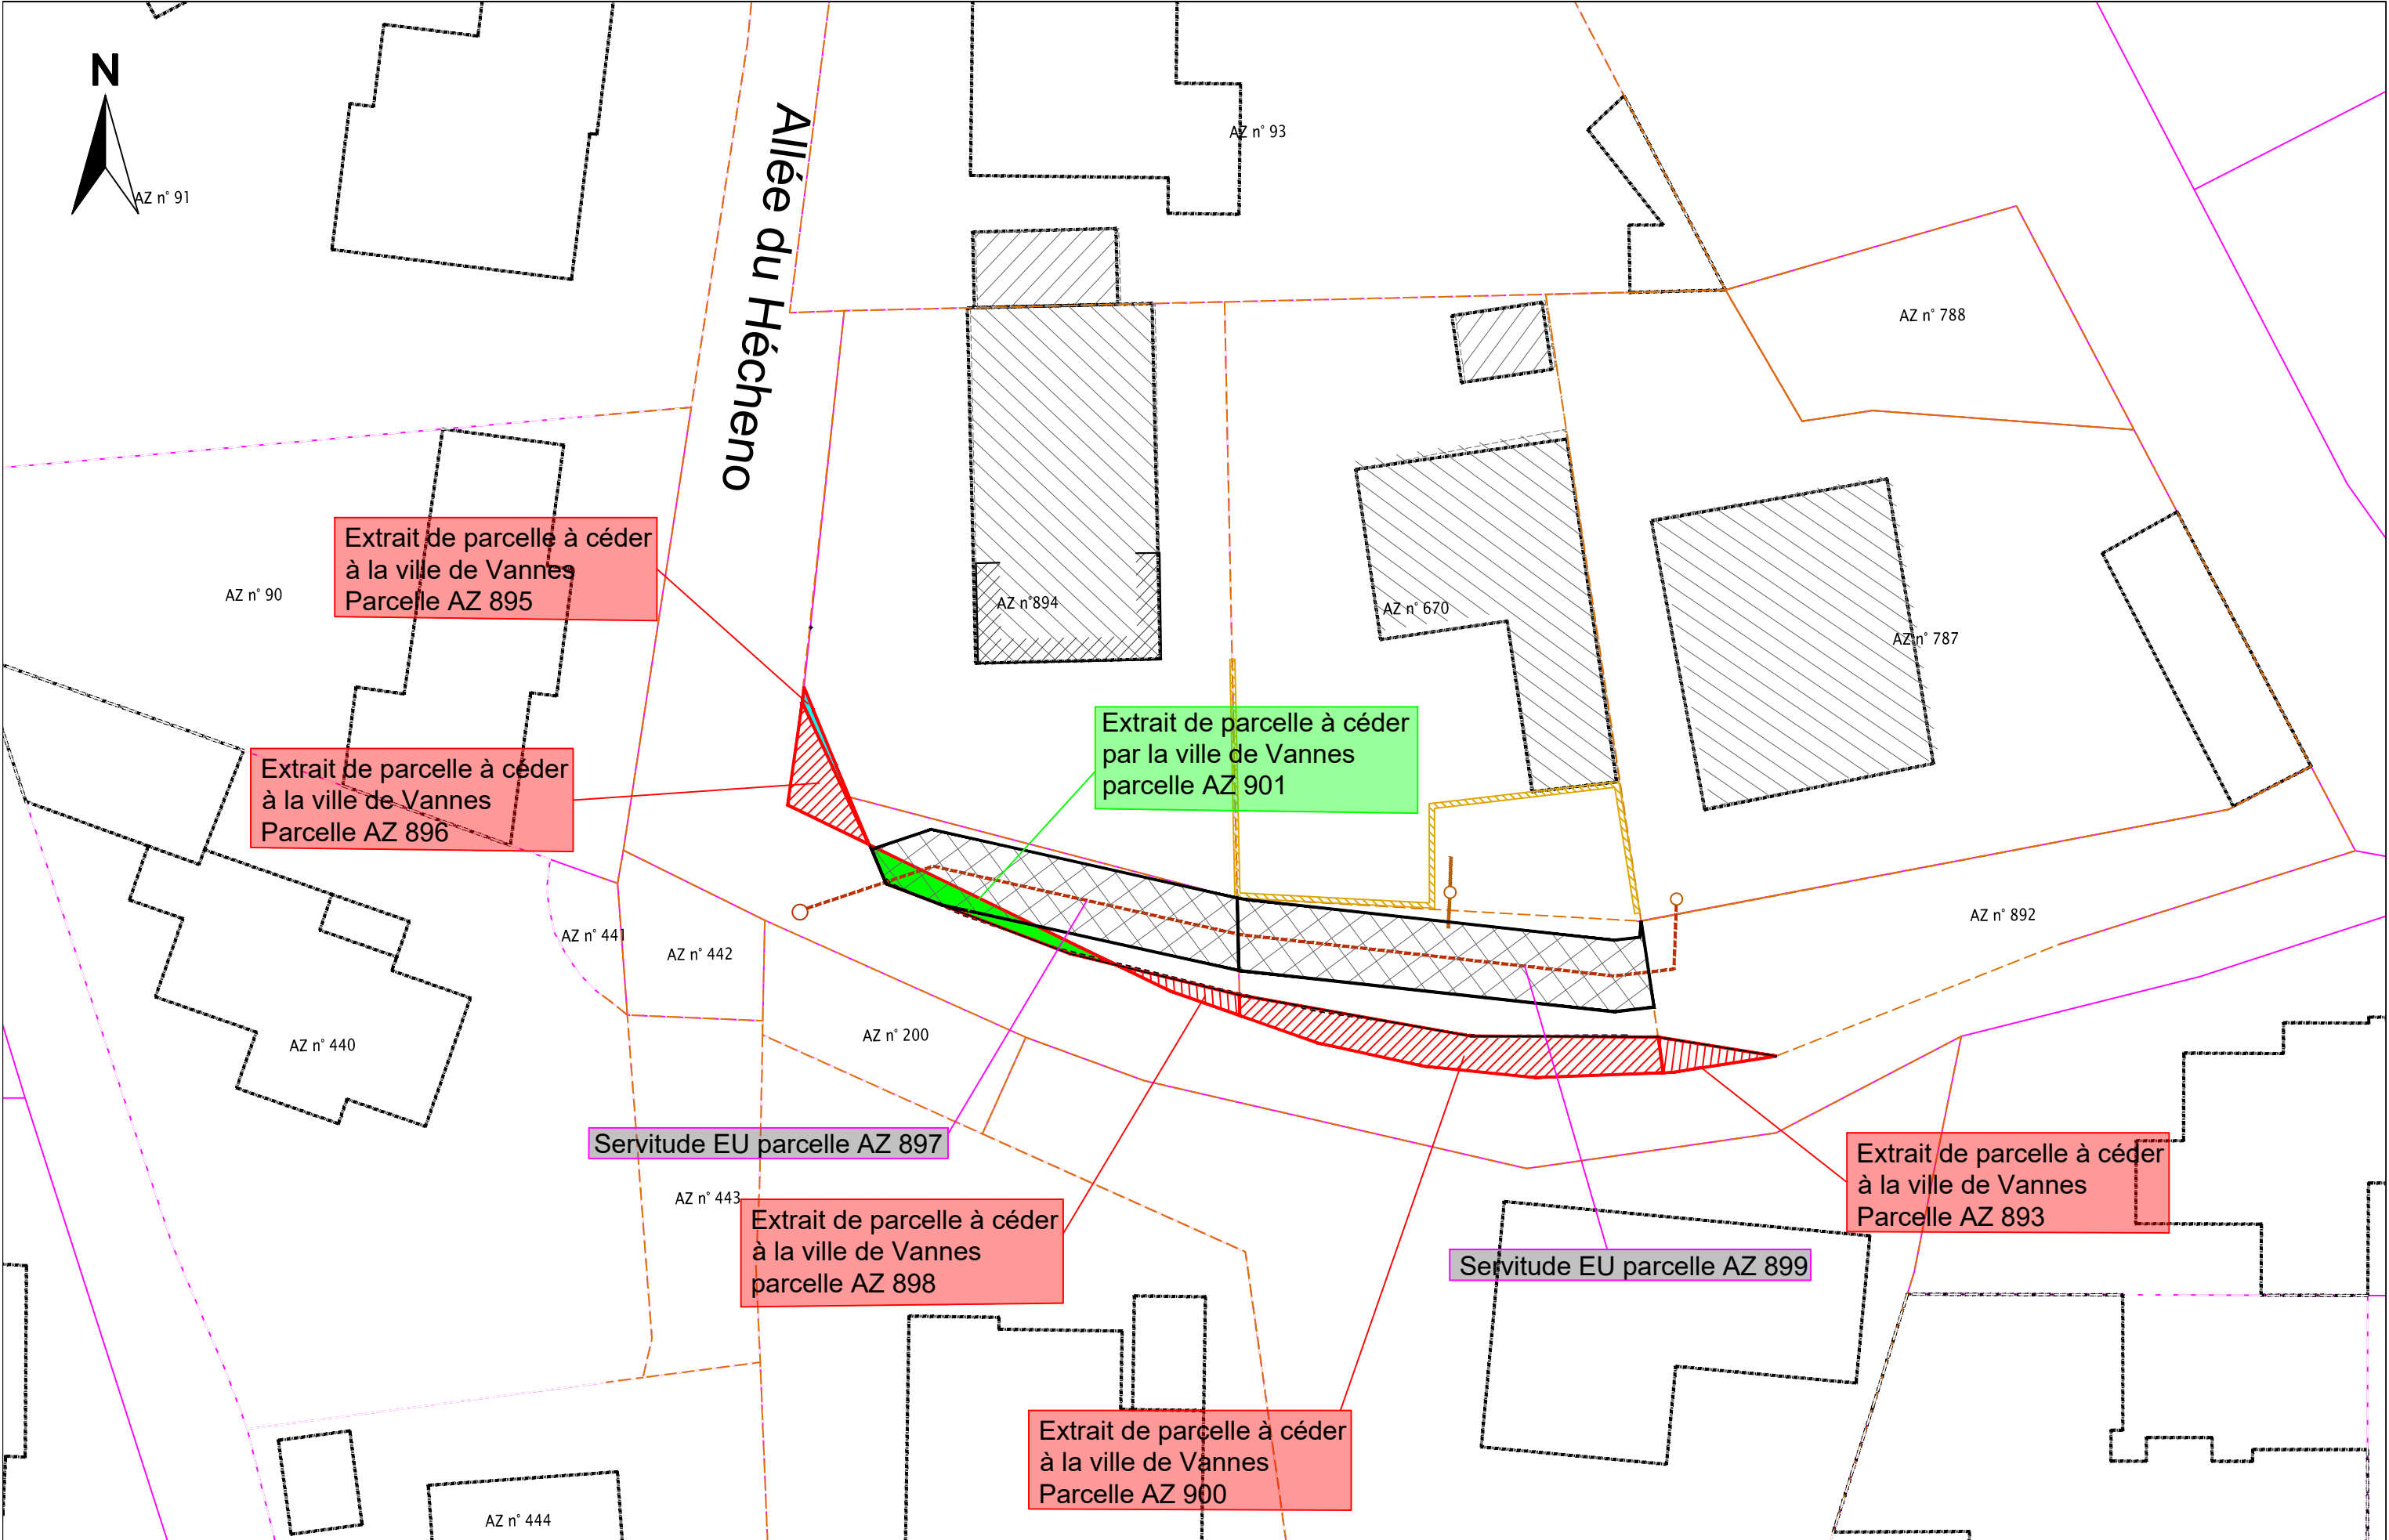 N
AZ n° 91
Allée du Hécheno
AZ n° 93
AZ n° 788
Extrait de parcelle à céder
à la ville de Vannes
Parcelle AZ 895
AZ n° 90
AZ n°894
AZ n° 670
AZ n° 787
Extrait de parcelle à céder
par la ville de Vannes
parcelle AZ 901
Extrait de parcelle à céder
à la ville de Vannes
Parcelle AZ 896
AZ n° 892
AZ n° 441
AZ n° 442
AZ n° 200
AZ n° 440
Servitude EU parcelle AZ 897
Extrait de parcelle à céder
à la ville de Vannes
Parcelle AZ 893
AZ n° 443
Extrait de parcelle à céder
à la ville de Vannes
parcelle AZ 898
Servitude EU parcelle AZ 899
Extrait de parcelle à céder
à la ville de Vannes
Parcelle AZ 900
AZ n° 444